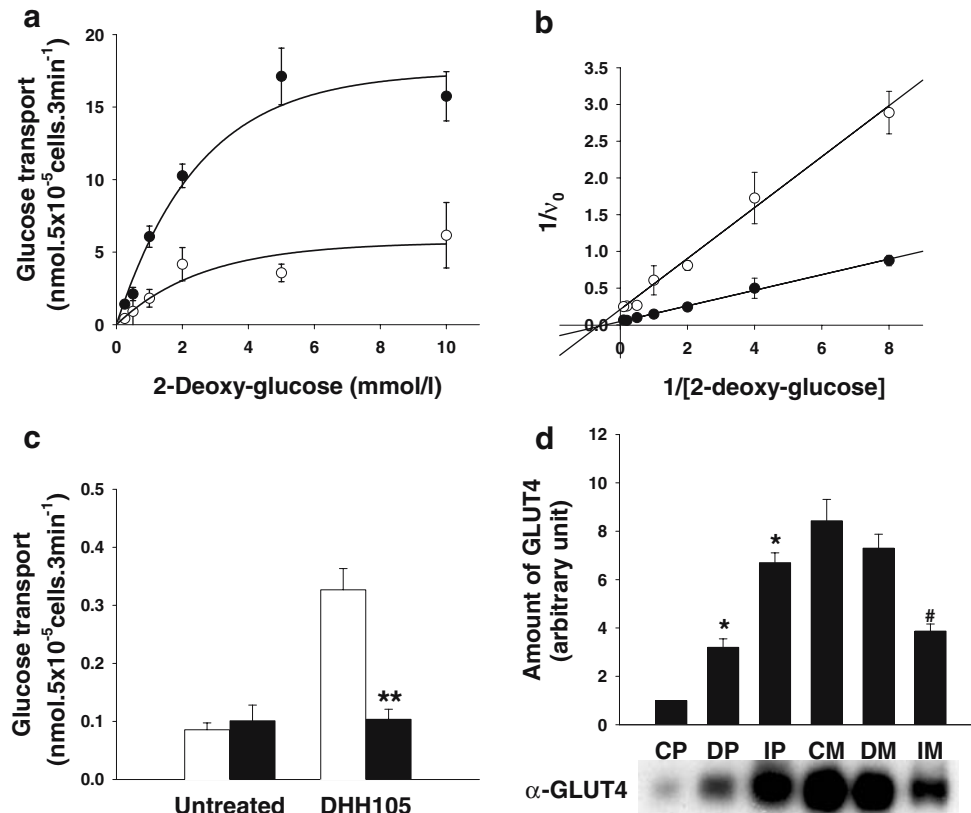 a
Glucose transport
(nmol.5x10⁻⁵cells.3min⁻¹)
20
15
10
5
0
0 2 4 6 8 10
2-Deoxy-glucose (mmol/l)
b
1/ν₀
3.5
3.0
2.5
2.0
1.5
1.0
0.5
0.0
0 2 4 6 8
1/[2-deoxy-glucose]
c
Glucose transport
(nmol.5x10⁻⁵cells.3min⁻¹)
0.5
0.4
0.3
0.2
0.1
0.0
**
Untreated DHH105
d
Amount of GLUT4
(arbitrary unit)
12
10
8
6
4
2
0
* * #
CP DP IP CM DM IM
α-GLUT4